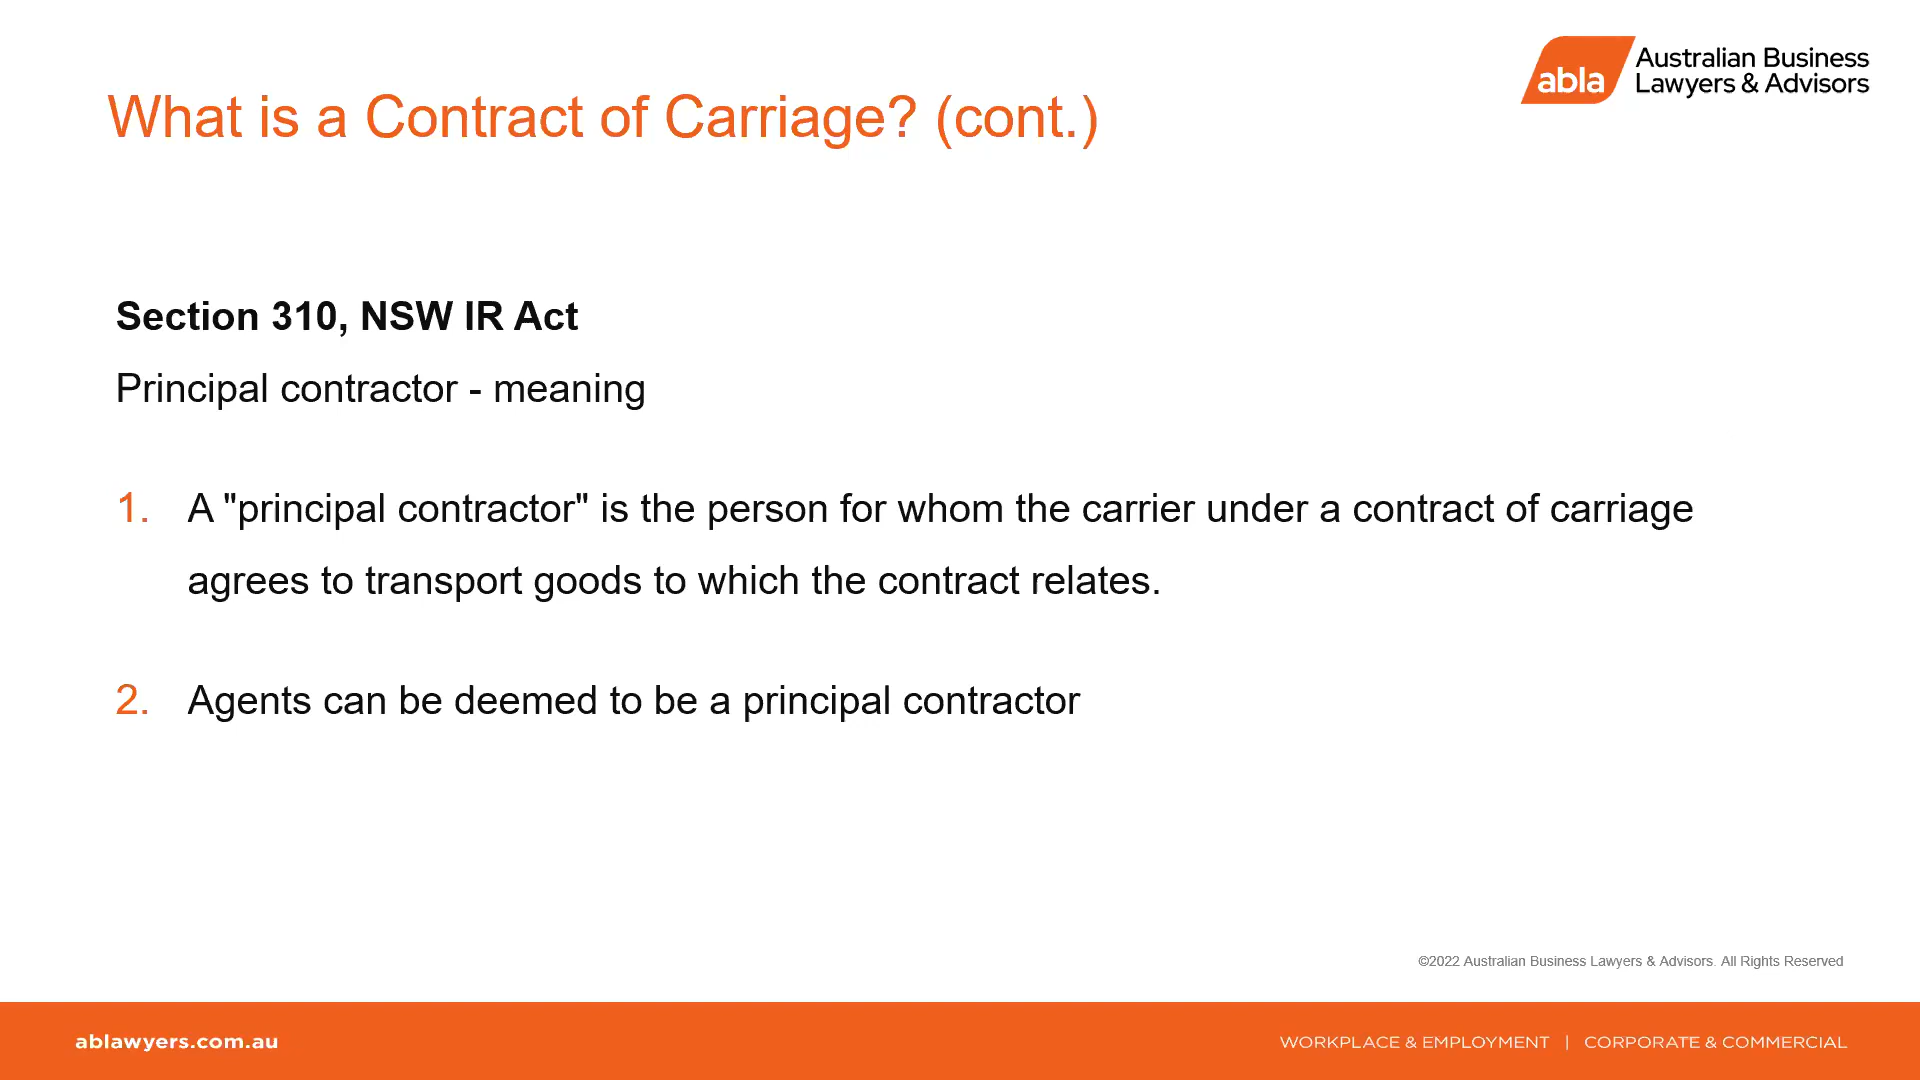 abla
Australian Business
Lawyers & Advisors
What is a Contract of Carriage? (cont.)
Section 310, NSW IR Act
Principal contractor - meaning
1. A "principal contractor" is the person for whom the carrier under a contract of carriage
agrees to transport goods to which the contract relates.
2. Agents can be deemed to be a principal contractor
©2022 Australian Business Lawyers & Advisors. All Rights Reserved
ablawyers.com.au
WORKPLACE & EMPLOYMENT | CORPORATE & COMMERCIAL